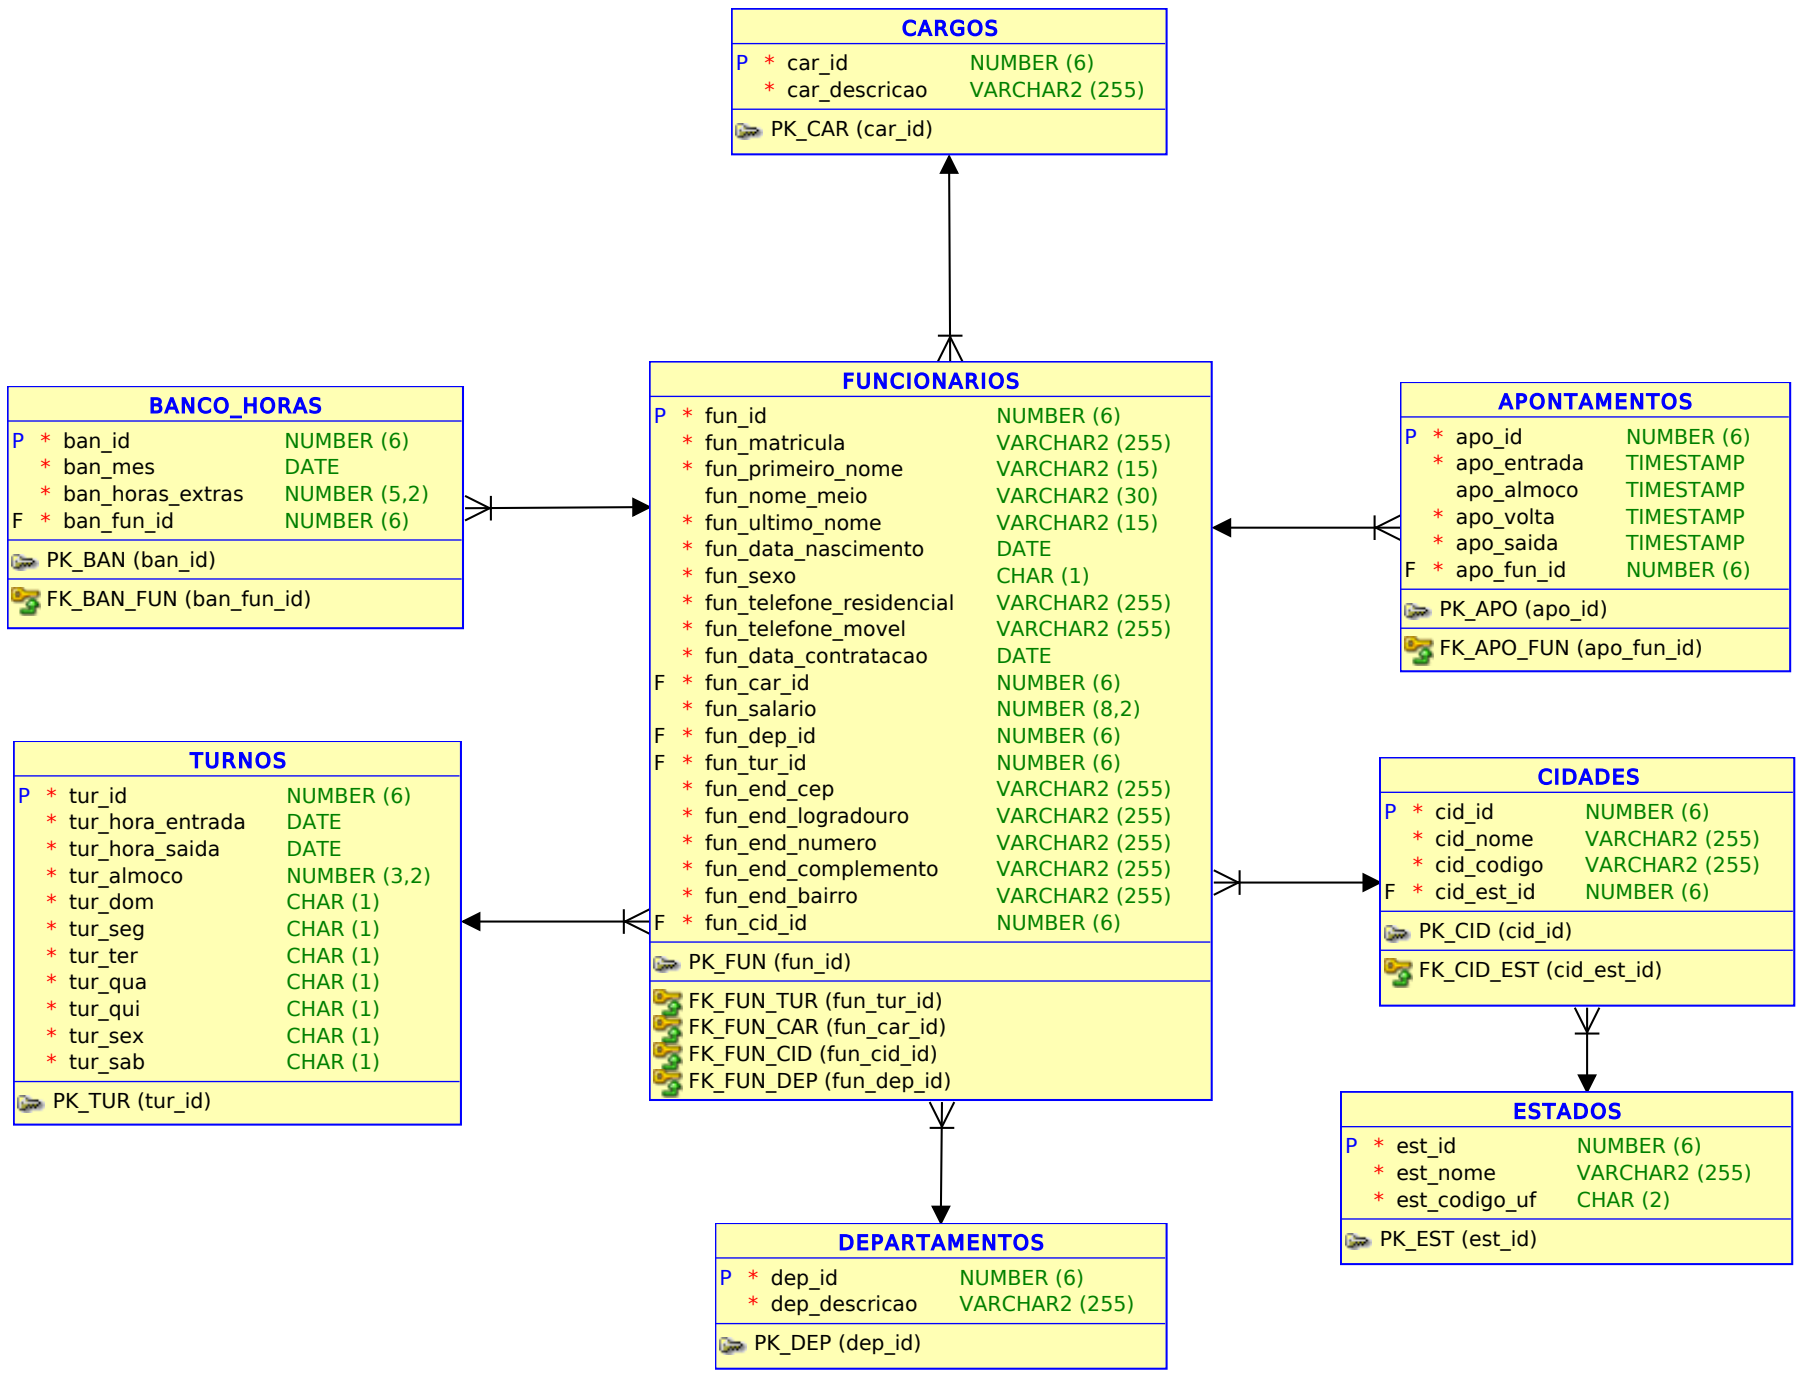 CARGOS
P * car_id NUMBER (6)
* car_descricao VARCHAR2 (255)
PK_CAR (car_id)
BANCO_HORAS
P * ban_id NUMBER (6)
* ban_mes DATE
* ban_horas_extras NUMBER (5,2)
F * ban_fun_id NUMBER (6)
PK_BAN (ban_id)
FK_BAN_FUN (ban_fun_id)
FUNCIONARIOS
P * fun_id NUMBER (6)
* fun_matricula VARCHAR2 (255)
* fun_primeiro_nome VARCHAR2 (15)
fun_nome_meio VARCHAR2 (30)
* fun_ultimo_nome VARCHAR2 (15)
* fun_data_nascimento DATE
* fun_sexo CHAR (1)
* fun_telefone_residencial VARCHAR2 (255)
* fun_telefone_movel VARCHAR2 (255)
* fun_data_contratacao DATE
F * fun_car_id NUMBER (6)
* fun_salario NUMBER (8,2)
F * fun_dep_id NUMBER (6)
F * fun_tur_id NUMBER (6)
* fun_end_cep VARCHAR2 (255)
* fun_end_logradouro VARCHAR2 (255)
* fun_end_numero VARCHAR2 (255)
* fun_end_complemento VARCHAR2 (255)
* fun_end_bairro VARCHAR2 (255)
F * fun_cid_id NUMBER (6)
PK_FUN (fun_id)
FK_FUN_TUR (fun_tur_id)
FK_FUN_CAR (fun_car_id)
FK_FUN_CID (fun_cid_id)
FK_FUN_DEP (fun_dep_id)
APONTAMENTOS
P * apo_id NUMBER (6)
* apo_entrada TIMESTAMP
apo_almoco TIMESTAMP
* apo_volta TIMESTAMP
* apo_saida TIMESTAMP
F * apo_fun_id NUMBER (6)
PK_APO (apo_id)
FK_APO_FUN (apo_fun_id)
TURNOS
P * tur_id NUMBER (6)
* tur_hora_entrada DATE
* tur_hora_saida DATE
* tur_almoco NUMBER (3,2)
* tur_dom CHAR (1)
* tur_seg CHAR (1)
* tur_ter CHAR (1)
* tur_qua CHAR (1)
* tur_qui CHAR (1)
* tur_sex CHAR (1)
* tur_sab CHAR (1)
PK_TUR (tur_id)
CIDADES
P * cid_id NUMBER (6)
* cid_nome VARCHAR2 (255)
* cid_codigo VARCHAR2 (255)
F * cid_est_id NUMBER (6)
PK_CID (cid_id)
FK_CID_EST (cid_est_id)
ESTADOS
P * est_id NUMBER (6)
* est_nome VARCHAR2 (255)
* est_codigo_uf CHAR (2)
PK_EST (est_id)
DEPARTAMENTOS
P * dep_id NUMBER (6)
* dep_descricao VARCHAR2 (255)
PK_DEP (dep_id)